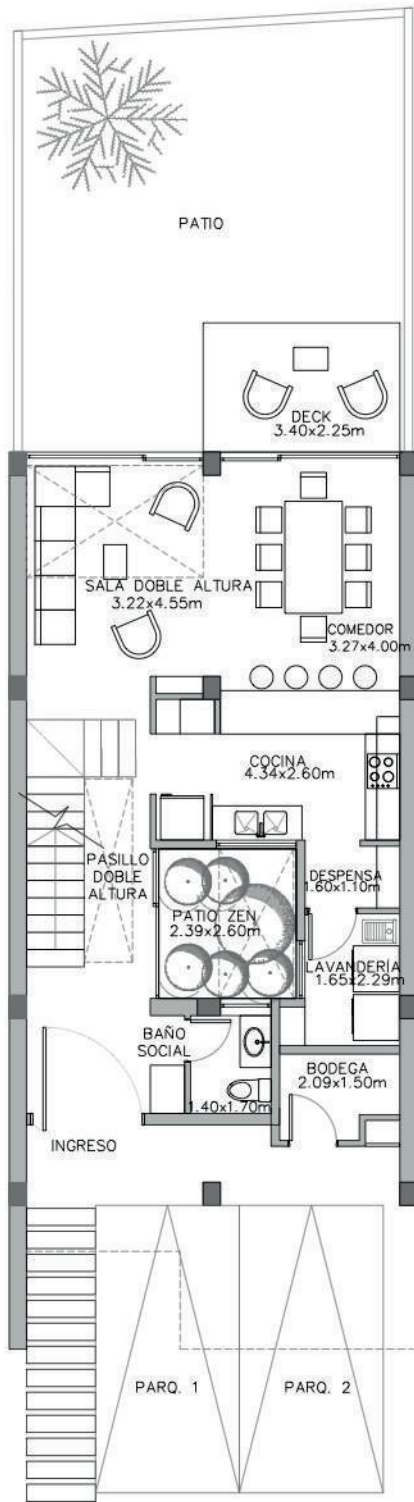 PATIO
DECK
3.40x2.25m
SALA DOBLE ALTURA
3.22x4.55m
COMEDOR
3.27x4.00m
COCINA
4.34x2.60m
PASILLO
DOBLE
ALTURA
DESPENSA
1.60x1.10m
PATIO ZEN
2.39x2.60m
LAVANDERÍA
1.65x2.29m
BAÑO
SOCIAL
1.40x1.70m
BODEGA
2.09x1.50m
INGRESO
PARQ. 1
PARQ. 2